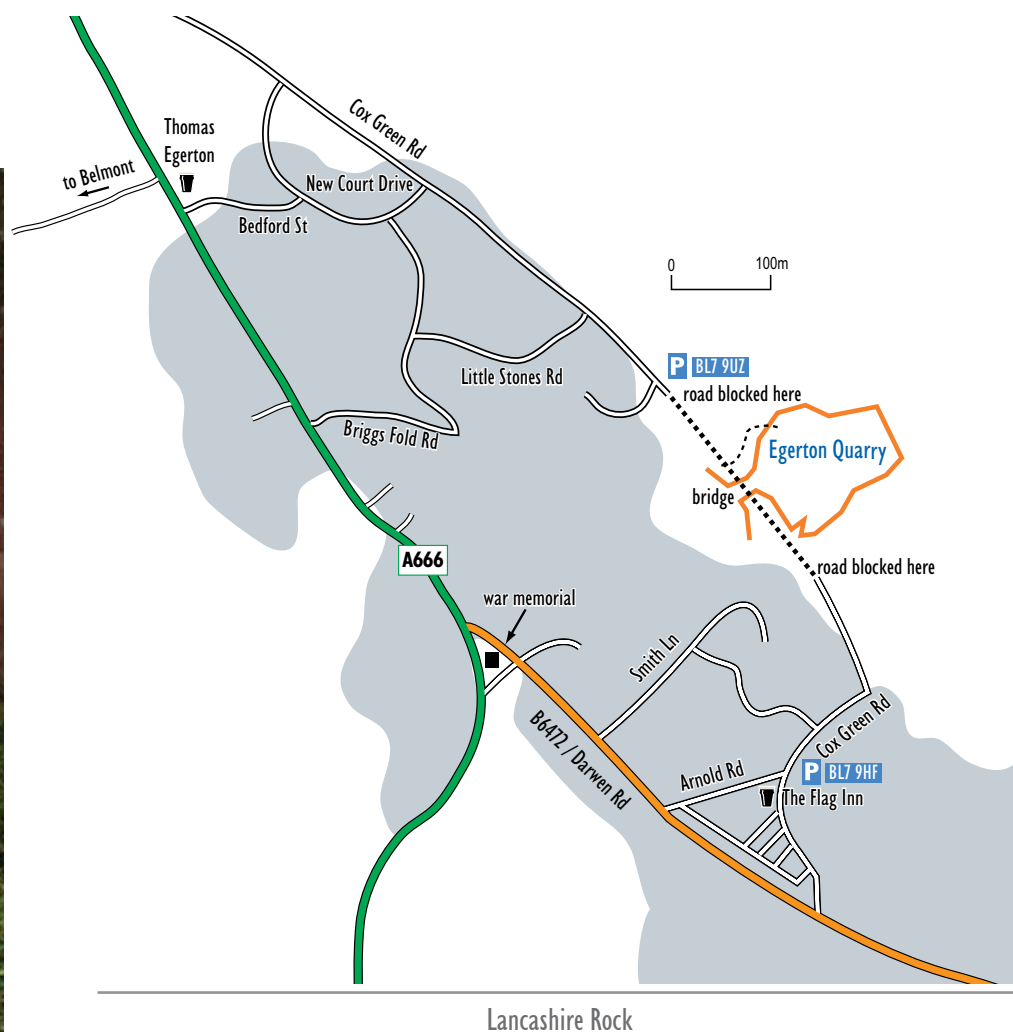 Cox Green Rd
Thomas
Egerton
to Belmont
New Court Drive
Bedford St
0 100m
P BL7 9UZ
road blocked here
Little Stones Rd
Briggs Fold Rd
Egerton Quarry
bridge
A666
road blocked here
war memorial
Smith Ln
Cox Green Rd
B6472 / Darwen Rd
Arnold Rd
P BL7 9HF
The Flag Inn
Lancashire Rock